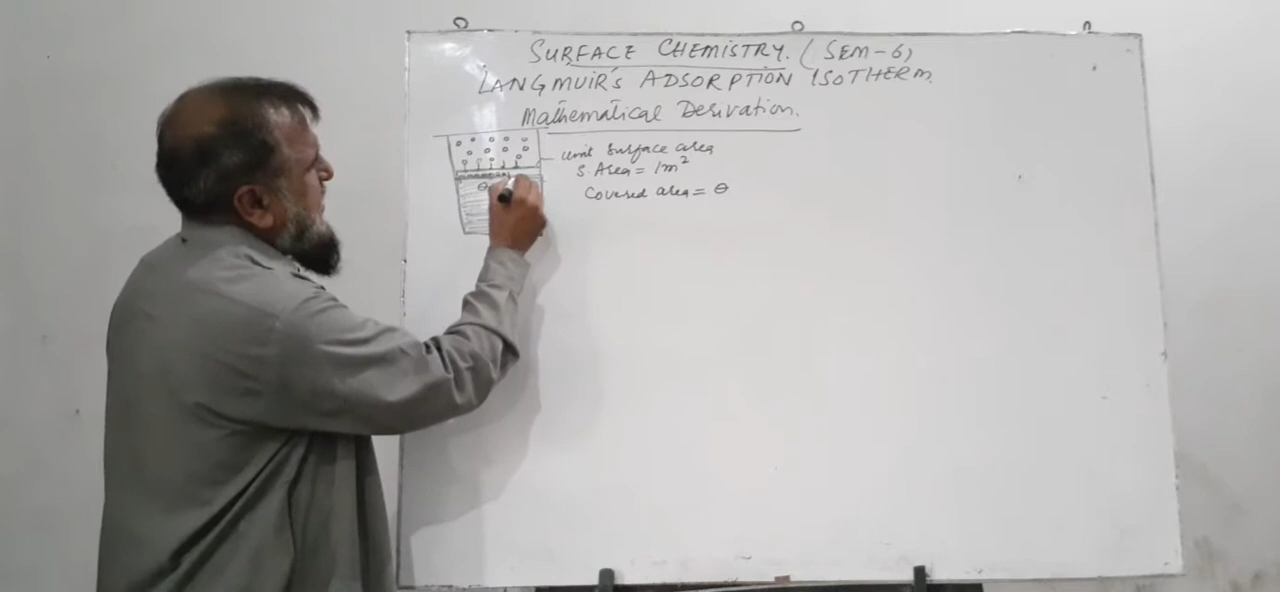 SURFACE CHEMISTRY. (SEM-6)
LANGMUIR'S ADSORPTION ISOTHERM.
Mathematical Derivation.
unit surface area
S. Area = 1m²
Covered area = θ
θ